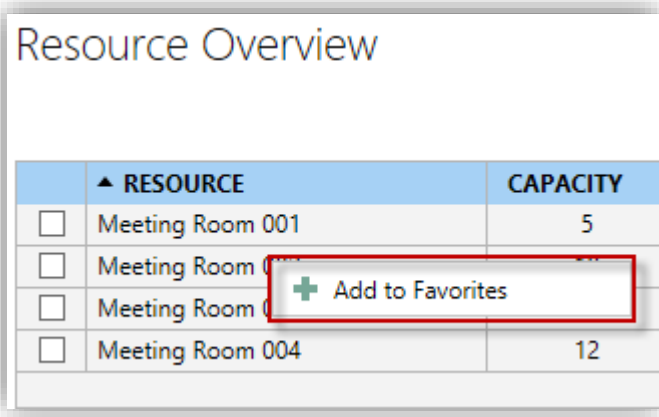 Resource Overview
▲ RESOURCE CAPACITY
Meeting Room 001 5
Meeting Room
Add to Favorites
Meeting Room
Meeting Room 004 12